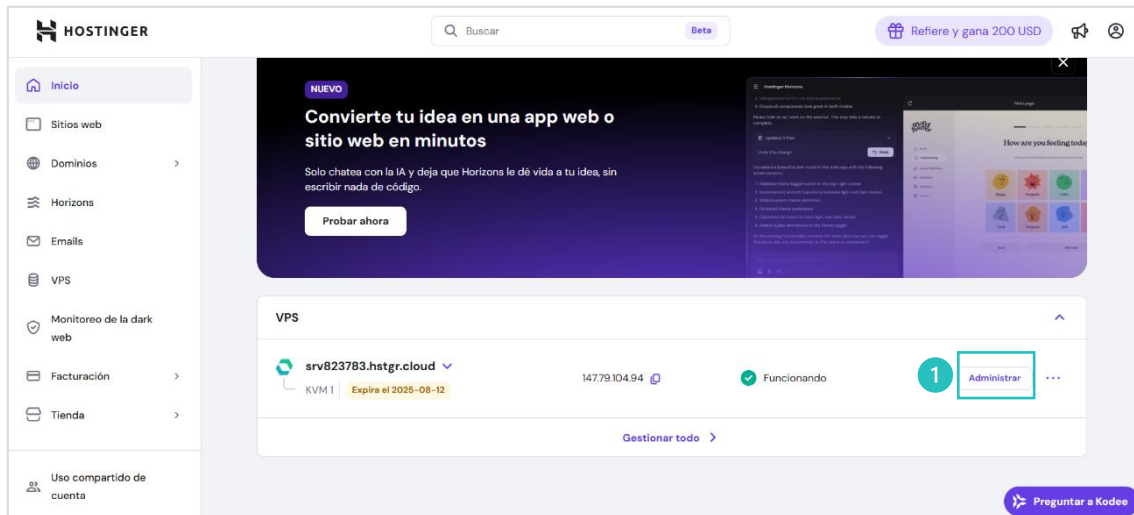 HOSTINGER
Buscar
Beta
Refiere y gana 200 USD
Inicio
Sitios web
Dominios
Horizons
Emails
VPS
Monitoreo de la dark
web
Facturación
Tienda
Uso compartido de
cuenta
NUEVO
Convierte tu idea en una app web o
sitio web en minutos
Solo chatea con la IA y deja que Horizons le dé vida a tu idea, sin
escribir nada de código.
Probar ahora
Hostinger Horizons
Main page
How are you feeling today
VPS
srv823783.hstgr.cloud
KVM 1
Expira el 2025-08-12
147.79.104.94
Funcionando
1
Administrar
Gestionar todo
Preguntar a Kodee